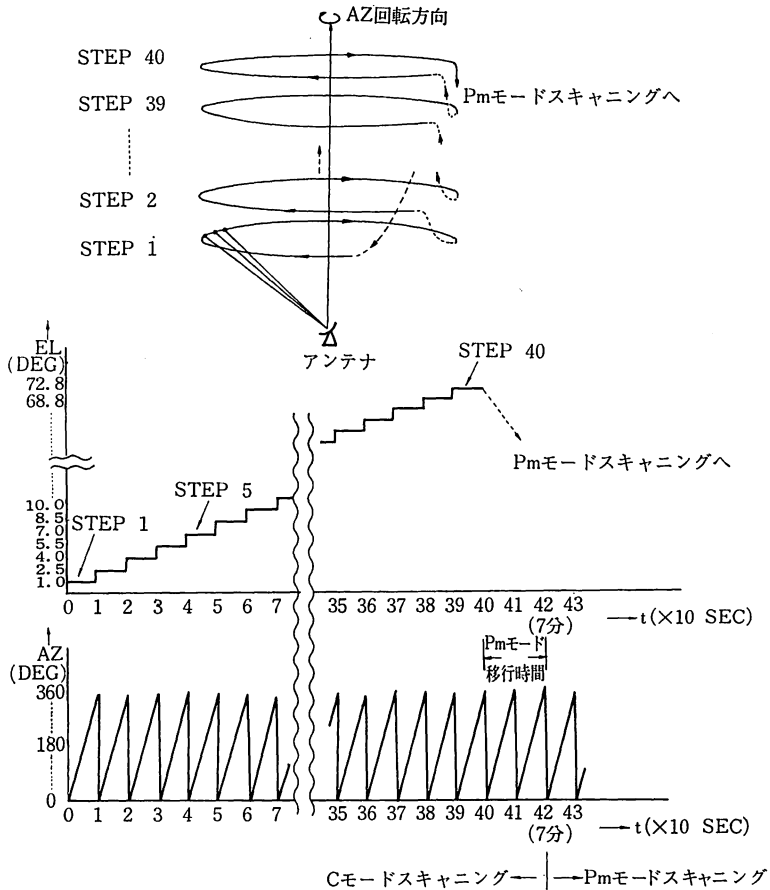 AZ回転方向
STEP 40
Pmモードスキャニングへ
STEP 39
STEP 2
STEP 1
アンテナ
EL
(DEG)
72.8
68.8
10.0
8.5
7.0
5.5
4.0
2.5
1.0
STEP 40
Pmモードスキャニングへ
STEP 5
STEP 1
0 1 2 3 4 5 6 7 35 36 37 38 39 40 41 42 43
(7分)
t(×10 SEC)
AZ
(DEG)
360
180
0
Pmモード
移行時間
0 1 2 3 4 5 6 7 35 36 37 38 39 40 41 42 43
(7分)
t(×10 SEC)
Cモードスキャニング
Pmモードスキャニング